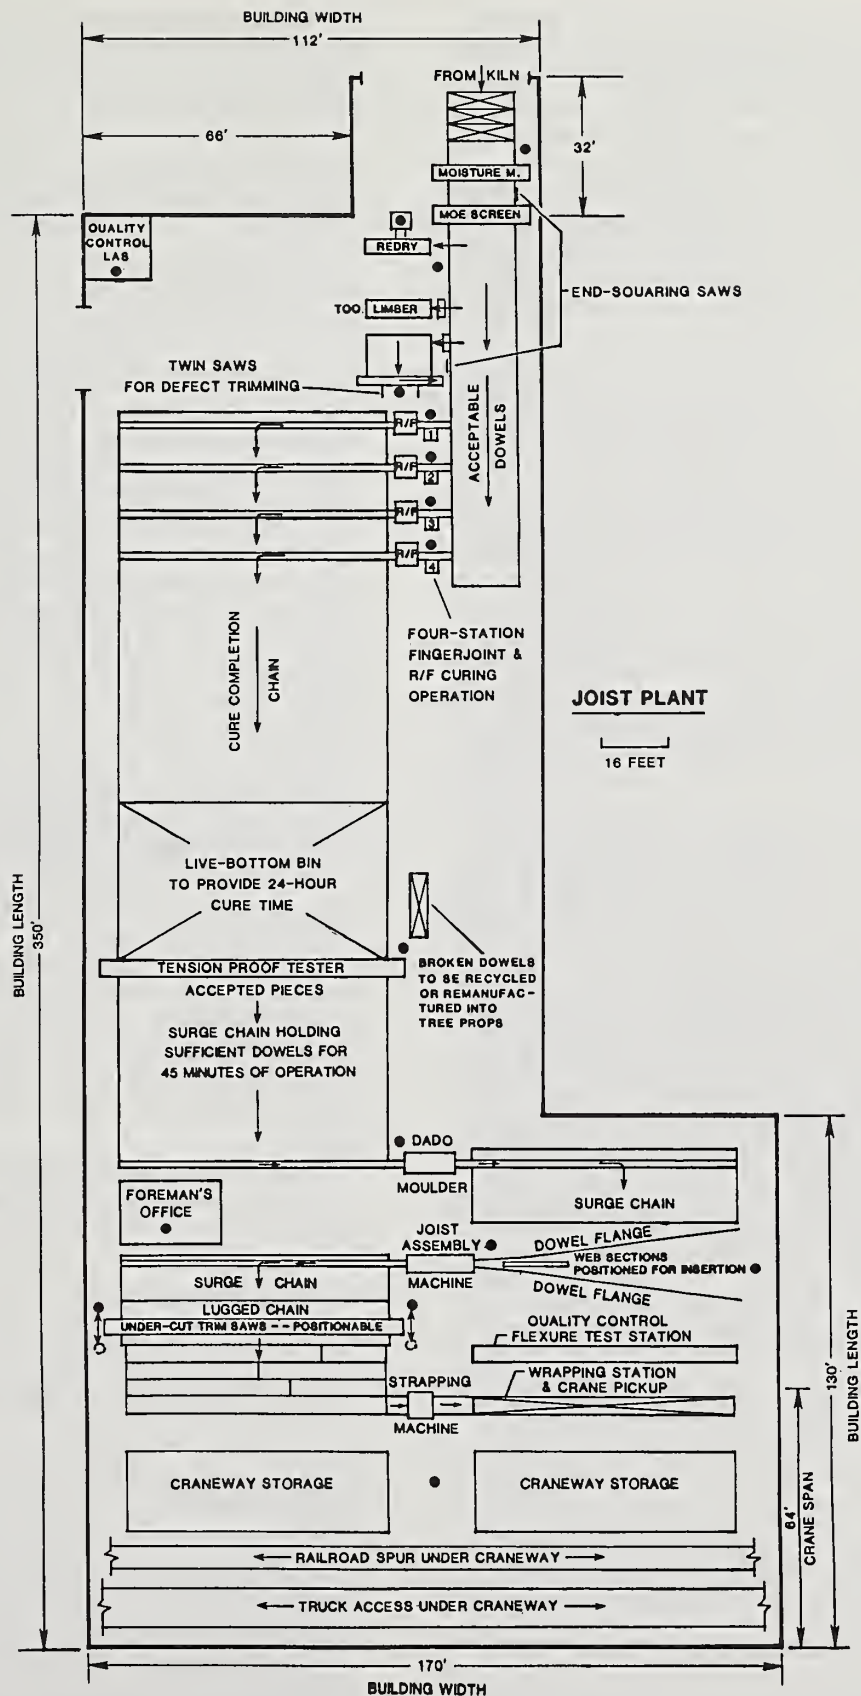 BUILDING WIDTH
112'
FROM KILN
66'
32'
MOISTURE M.
QUALITY
CONTROL
LAB
MOE SCREEN
REDRY
END-SQUARING SAWS
TOO LIMBER
TWIN SAWS
FOR DEFECT TRIMMING
ACCEPTABLE
DOWELS
R/F
1
R/F
2
R/F
3
R/F
4
FOUR-STATION
FINGERJOINT &
R/F CURING
OPERATION
CURE COMPLETION
CHAIN
JOIST PLANT
16 FEET
LIVE-BOTTOM BIN
TO PROVIDE 24-HOUR
CURE TIME
BUILDING LENGTH
350'
TENSION PROOF TESTER
BROKEN DOWELS
TO BE RECYCLED
OR REMANUFAC-
TURED INTO
TREE PROPS
ACCEPTED PIECES
SURGE CHAIN HOLDING
SUFFICIENT DOWELS FOR
45 MINUTES OF OPERATION
DADO
MOULDER
SURGE CHAIN
FOREMAN'S
OFFICE
JOIST
ASSEMBLY
MACHINE
DOWEL FLANGE
WEB SECTIONS
POSITIONED FOR INSERTION
DOWEL FLANGE
SURGE CHAIN
LUGGED CHAIN
UNDER-CUT TRIM SAWS -- POSITIONABLE
QUALITY CONTROL
FLEXURE TEST STATION
STRAPPING
MACHINE
WRAPPING STATION
& CRANE PICKUP
130'
BUILDING LENGTH
64'
CRANE SPAN
CRANEWAY STORAGE
CRANEWAY STORAGE
RAILROAD SPUR UNDER CRANEWAY
TRUCK ACCESS UNDER CRANEWAY
170'
BUILDING WIDTH